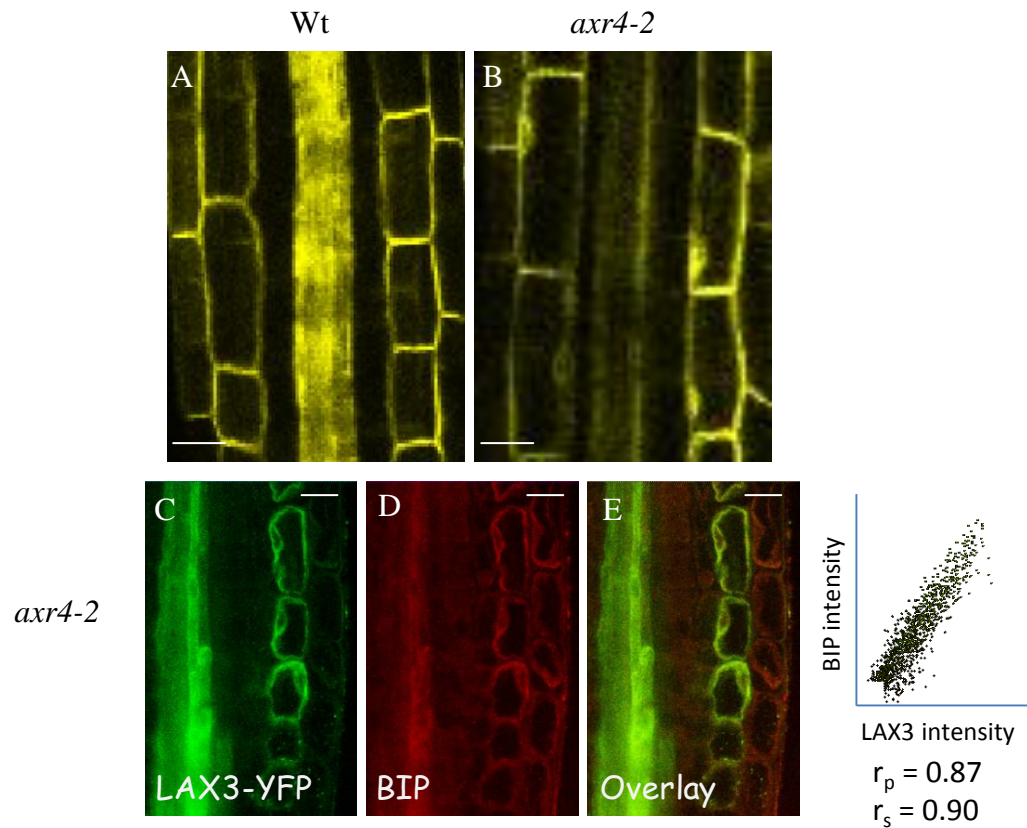 Wt axr4-2
A B
axr4-2
C D E
LAX3-YFP BIP Overlay
BIP intensity
LAX3 intensity
rp = 0.87
rs = 0.90